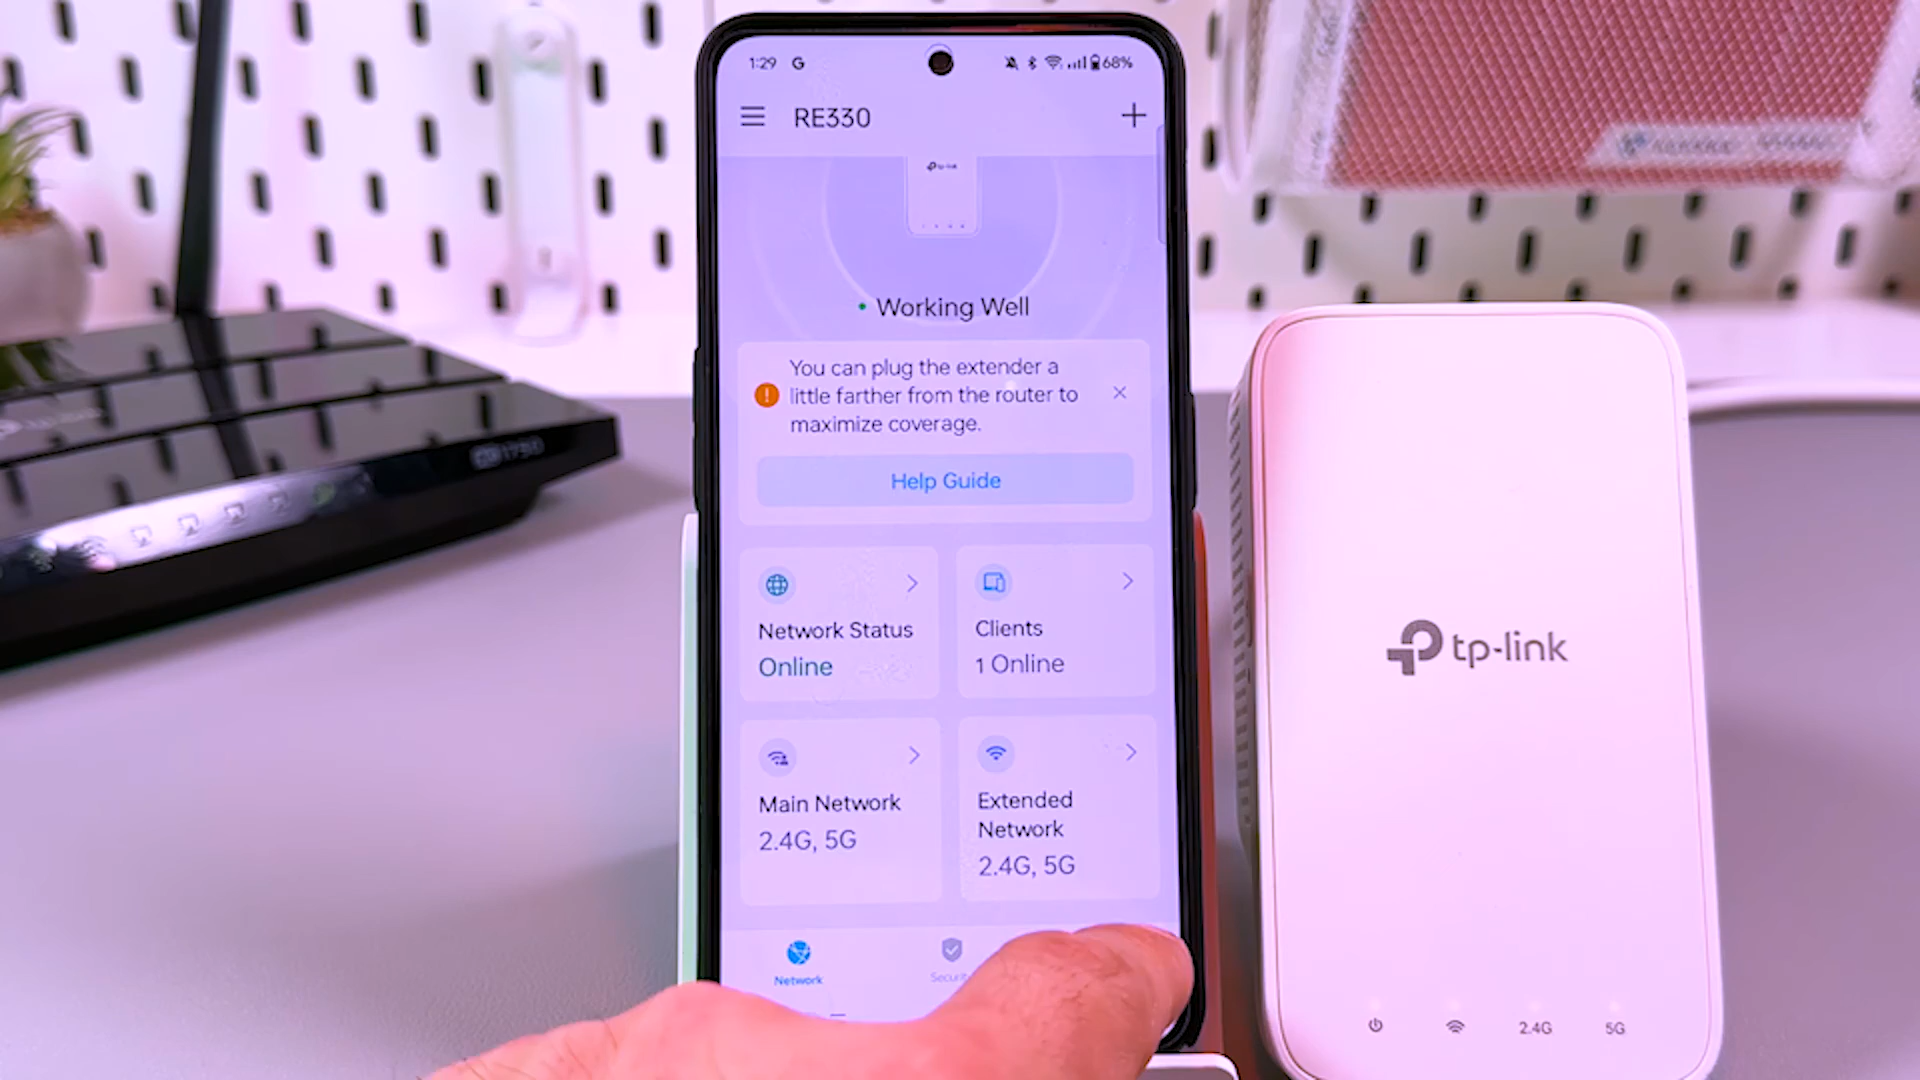 1:29 G
68%
RE330
tp-link
Working Well
You can plug the extender a
little farther from the router to
maximize coverage.
Help Guide
Network Status
Online
Clients
1 Online
Main Network
2.4G, 5G
Extended
Network
2.4G, 5G
Network
tp-link
2.4G
5G